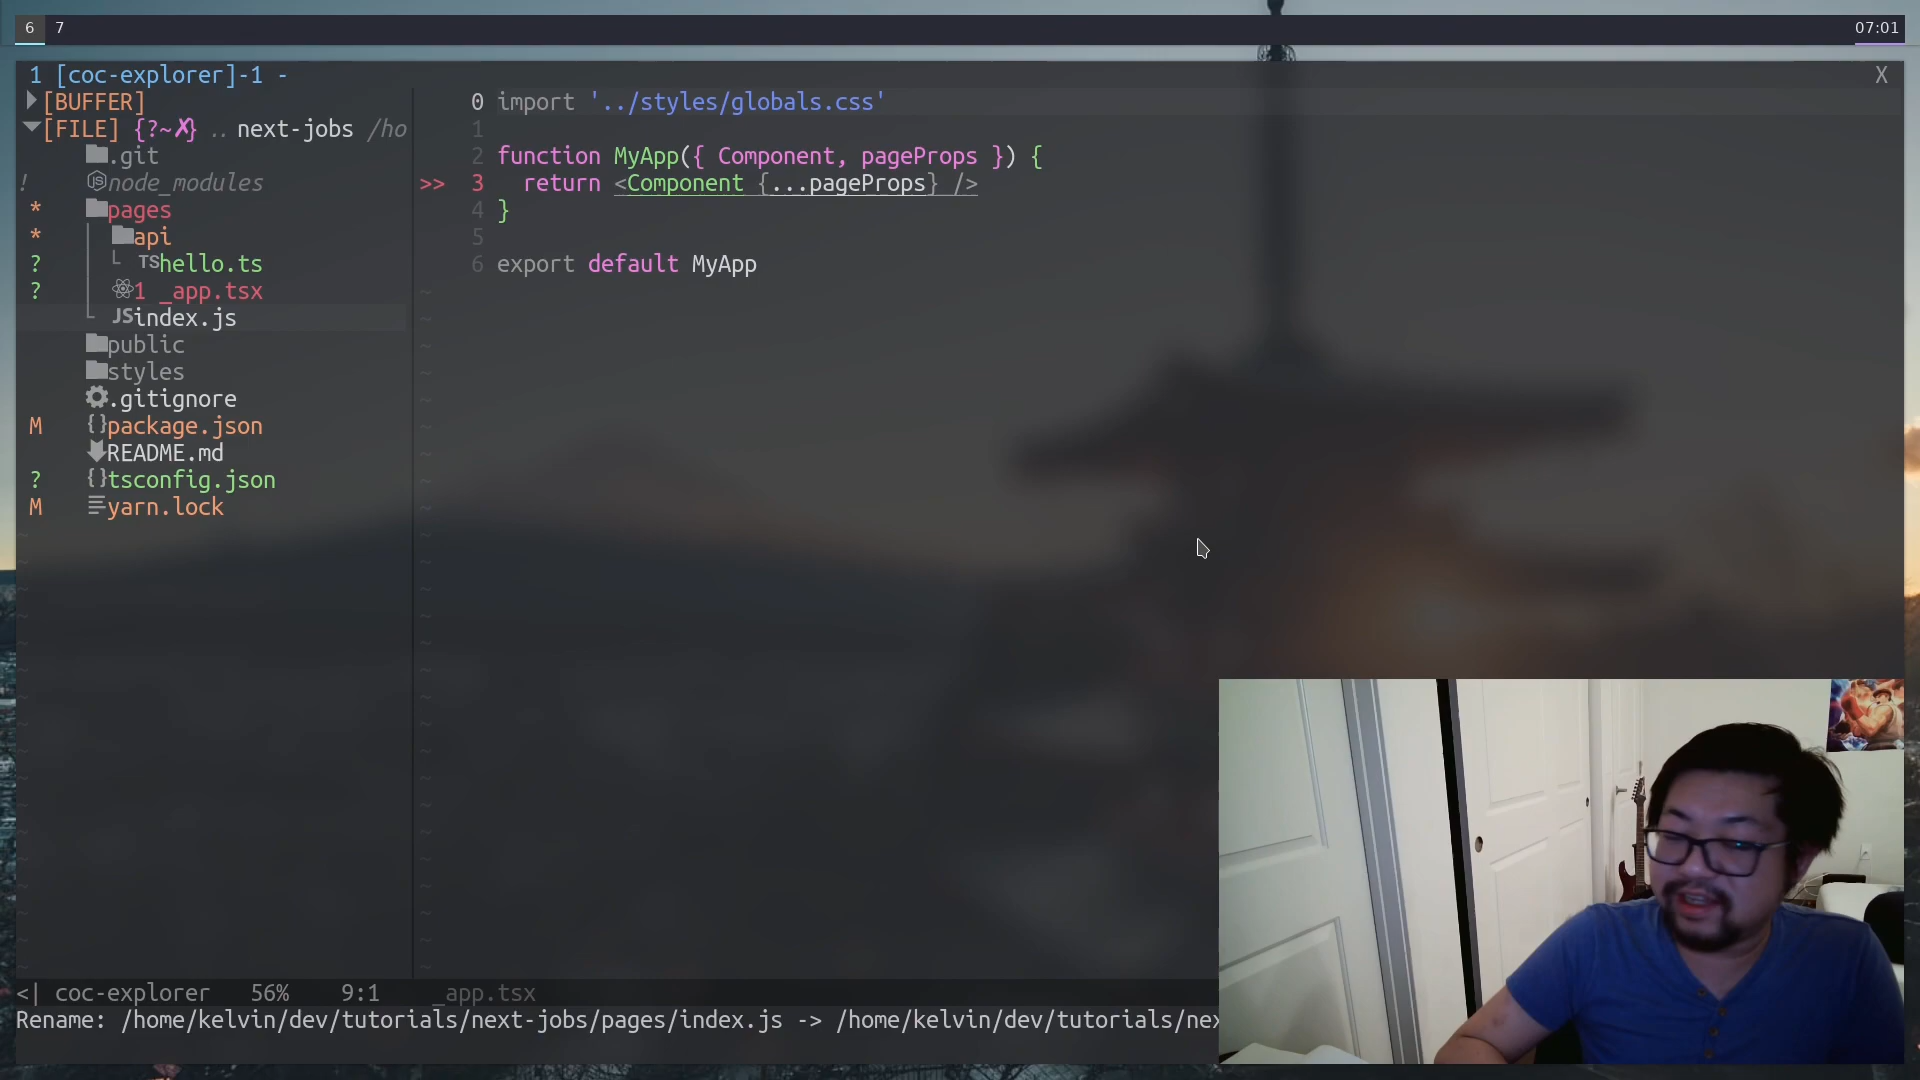 6 7 07:01
1 [coc-explorer]-1 - X
[BUFFER]
[FILE] {?~✗} .. next-jobs /ho
.git
! node_modules
* pages
* api
? TS hello.ts
? 1 _app.tsx
JS index.js
public
styles
.gitignore
M {} package.json
README.md
? {} tsconfig.json
M yarn.lock
0 import '../styles/globals.css'
1
2 function MyApp({ Component, pageProps }) {
>> 3 return <Component {...pageProps} />
4 }
5
6 export default MyApp
<| coc-explorer 56% 9:1 _app.tsx
Rename: /home/kelvin/dev/tutorials/next-jobs/pages/index.js -> /home/kelvin/dev/tutorials/nex